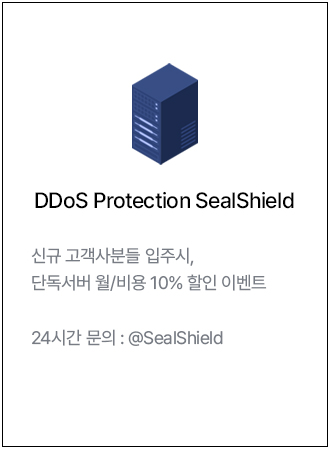 DDoS Protection SealShield
신규 고객사분들 입주시,
단독서버 월/비용 10% 할인 이벤트
24시간 문의 : @SealShield